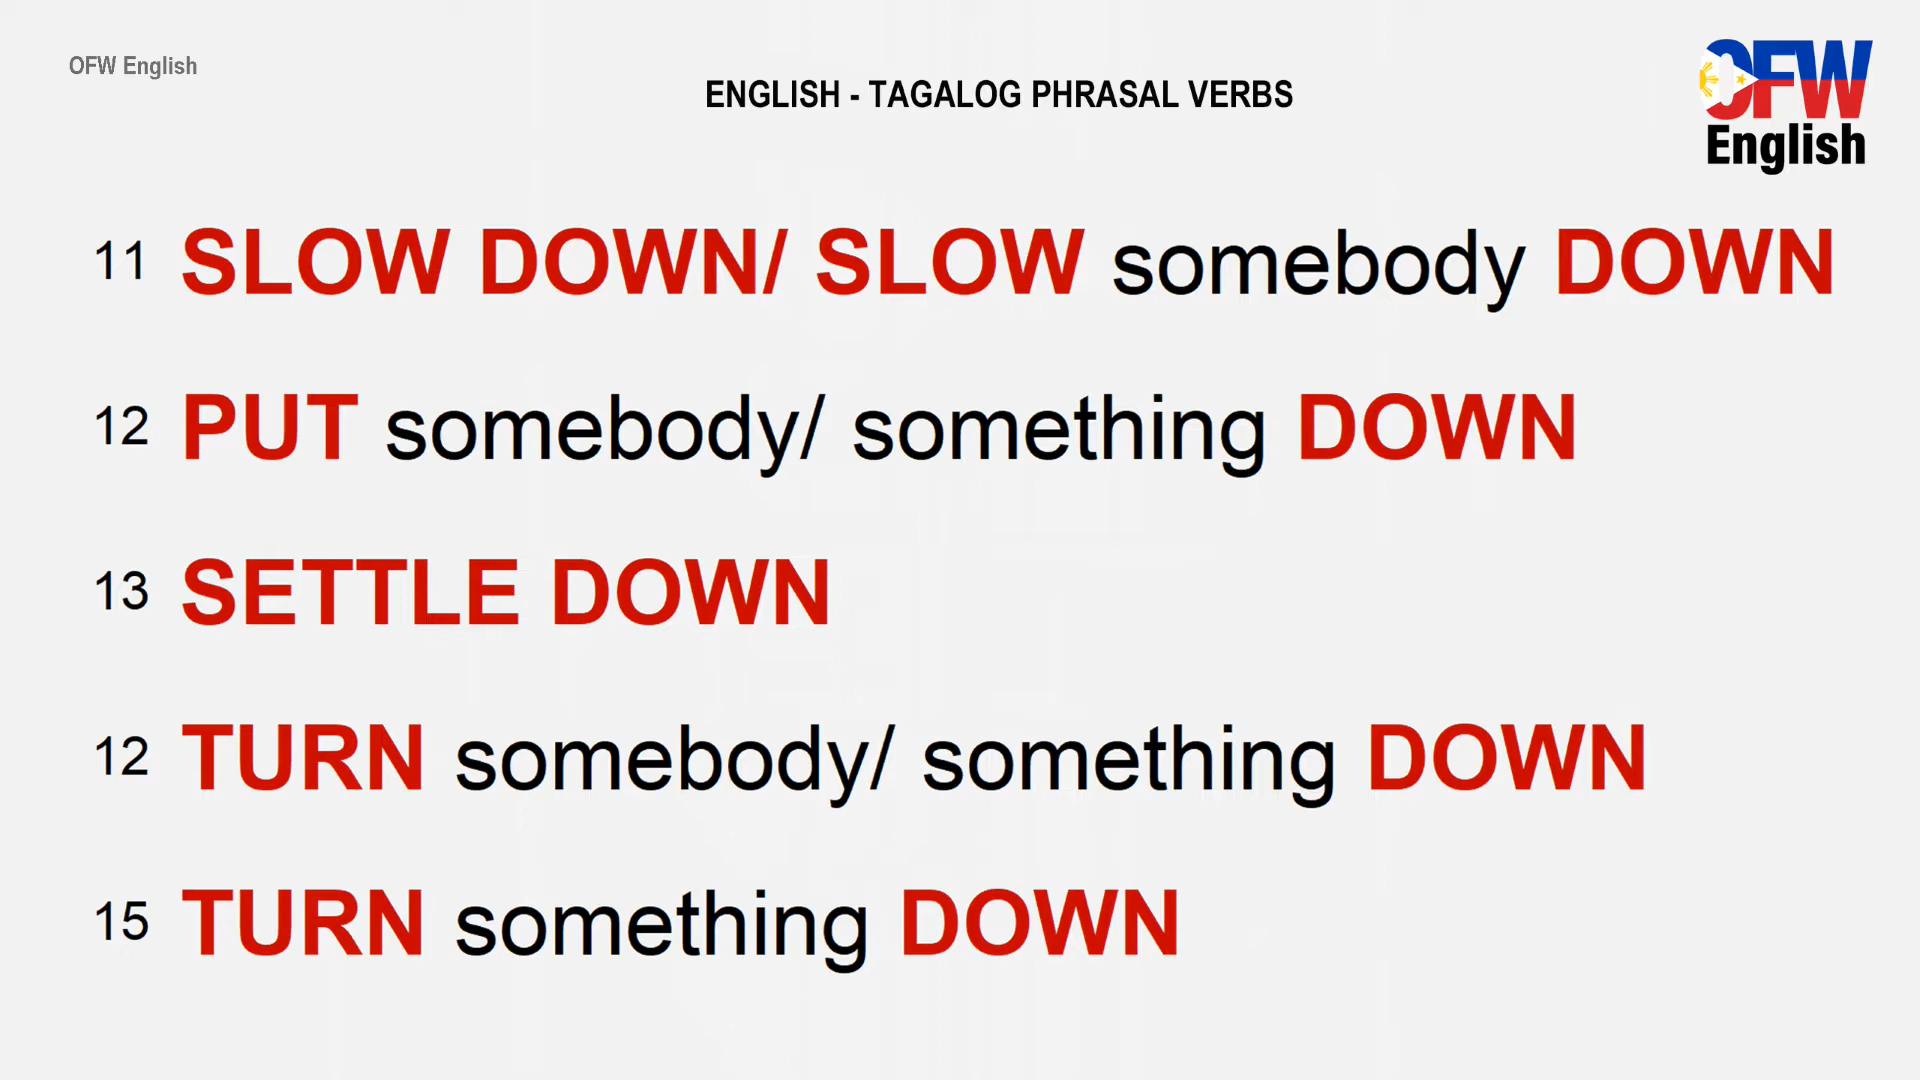 OFW English
ENGLISH - TAGALOG PHRASAL VERBS
OFW
English
11 SLOW DOWN/ SLOW somebody DOWN
12 PUT somebody/ something DOWN
13 SETTLE DOWN
12 TURN somebody/ something DOWN
15 TURN something DOWN